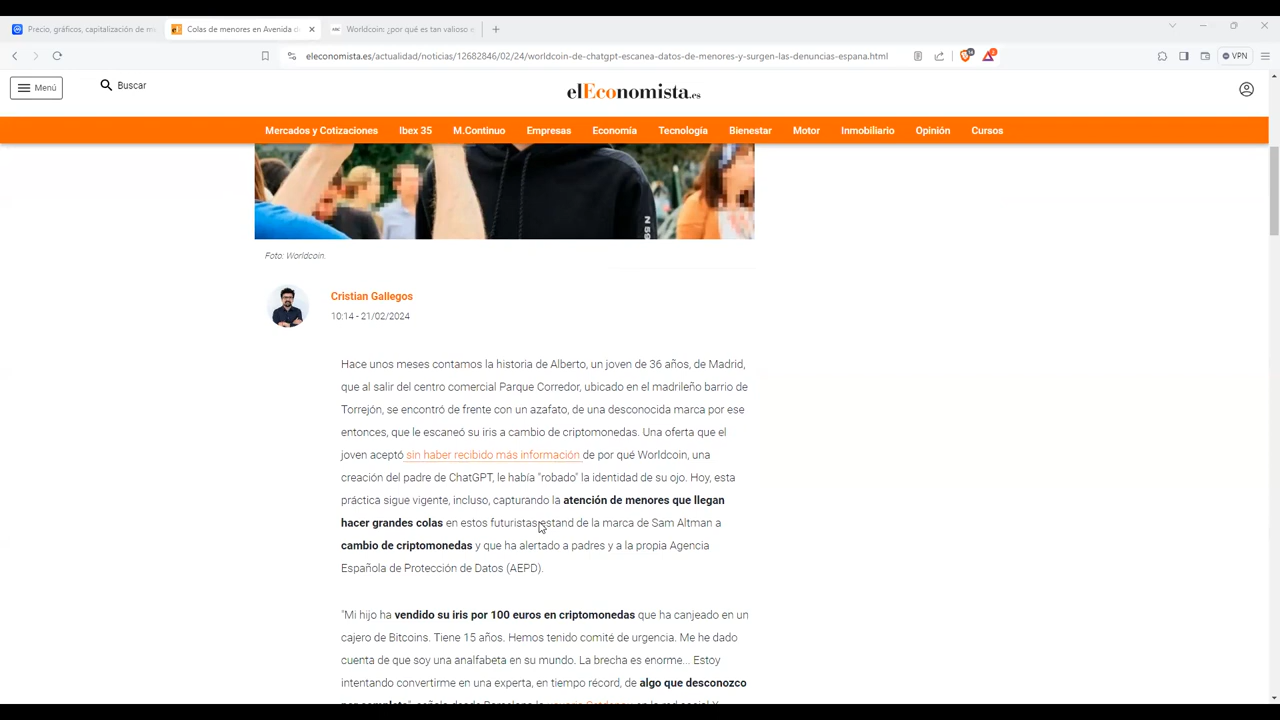 Precio, gráficos, capitalización de m
Colas de menores en Avenida d
Worldcoin: ¿por qué es tan valioso e
eleconomista.es/actualidad/noticias/12682846/02/24/worldcoin-de-chatgpt-escanea-datos-de-menores-y-surgen-las-denuncias-espana.html
VPN
Menú
Buscar
elEconomista.es
Mercados y Cotizaciones Ibex 35 M.Continuo Empresas Economía Tecnología Bienestar Motor Inmobiliario Opinión Cursos
Foto: Worldcoin.
Cristian Gallegos
10:14 - 21/02/2024
Hace unos meses contamos la historia de Alberto, un joven de 36 años, de Madrid,
que al salir del centro comercial Parque Corredor, ubicado en el madrileño barrio de
Torrejón, se encontró de frente con un azafato, de una desconocida marca por ese
entonces, que le escaneó su iris a cambio de criptomonedas. Una oferta que el
joven aceptó sin haber recibido más información de por qué Worldcoin, una
creación del padre de ChatGPT, le había "robado" la identidad de su ojo. Hoy, esta
práctica sigue vigente, incluso, capturando la atención de menores que llegan
hacer grandes colas en estos futuristas estand de la marca de Sam Altman a
cambio de criptomonedas y que ha alertado a padres y a la propia Agencia
Española de Protección de Datos (AEPD).
"Mi hijo ha vendido su iris por 100 euros en criptomonedas que ha canjeado en un
cajero de Bitcoins. Tiene 15 años. Hemos tenido comité de urgencia. Me he dado
cuenta de que soy una analfabeta en su mundo. La brecha es enorme... Estoy
intentando convertirme en una experta, en tiempo récord, de algo que desconozco